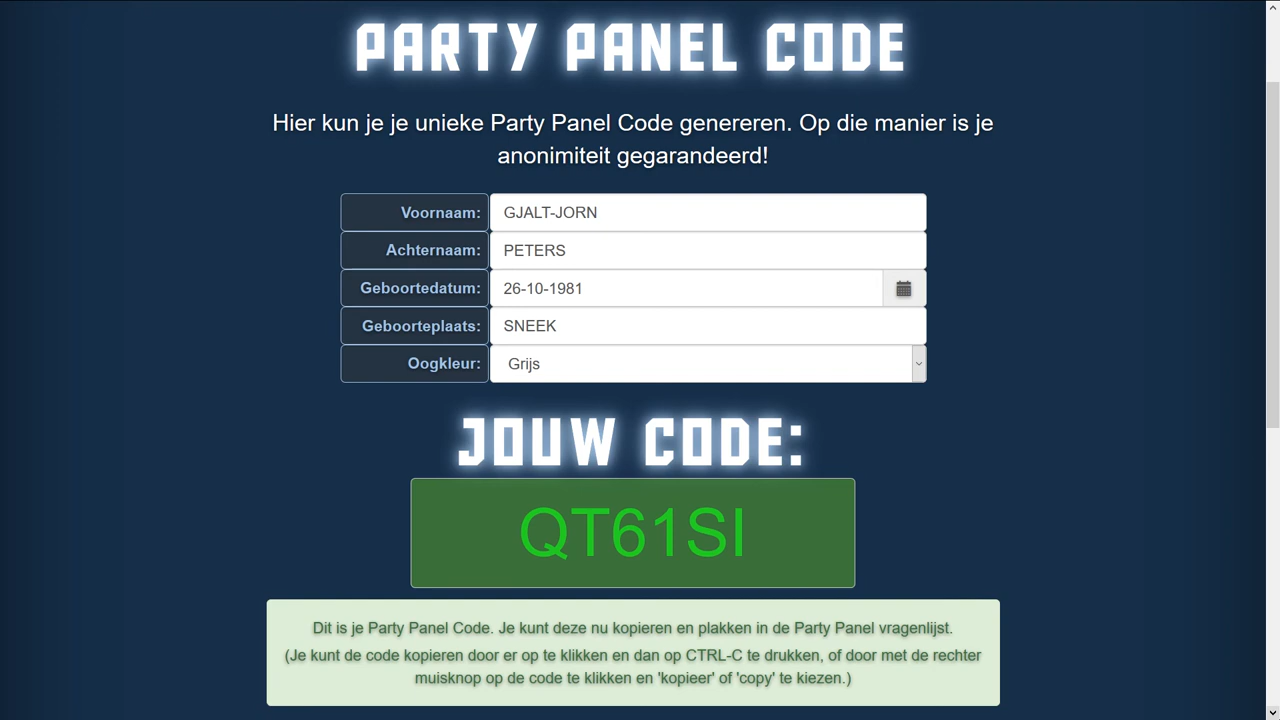 PARTY PANEL CODE
Hier kun je je unieke Party Panel Code genereren. Op die manier is je
anonimiteit gegarandeerd!
Voornaam: GJALT-JORN
Achternaam: PETERS
Geboortedatum: 26-10-1981
Geboorteplaats: SNEEK
Oogkleur: Grijs
JOUW CODE:
QT61SI
Dit is je Party Panel Code. Je kunt deze nu kopieren en plakken in de Party Panel vragenlijst.
(Je kunt de code kopieren door er op te klikken en dan op CTRL-C te drukken, of door met de rechter
muisknop op de code te klikken en 'kopieer' of 'copy' te kiezen.)